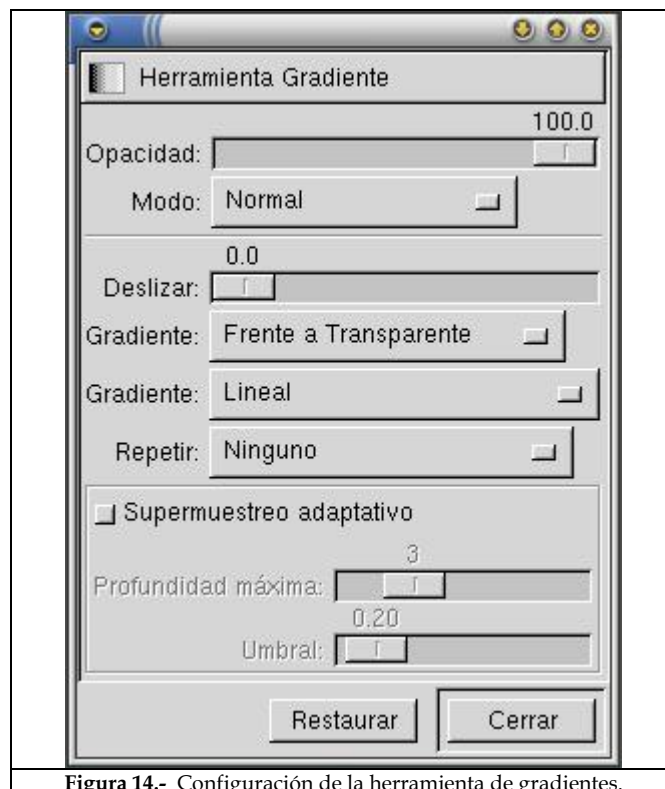 Herramienta Gradiente
100.0
Opacidad:
Modo: Normal
0.0
Deslizar:
Gradiente: Frente a Transparente
Gradiente: Lineal
Repetir: Ninguno
Supermuestreo adaptativo
3
Profundidad máxima:
0.20
Umbral:
Restaurar Cerrar
Figura 14.- Configuración de la herramienta de gradientes.